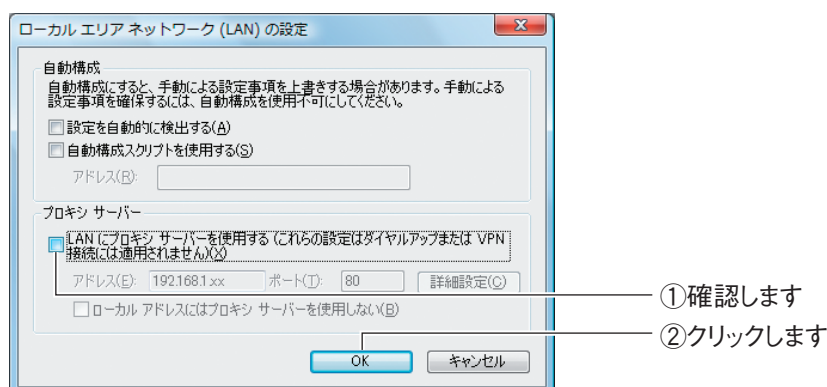 ローカル エリア ネットワーク (LAN) の設定
自動構成
自動構成にすると、手動による設定事項を上書きする場合があります。手動による
設定事項を確保するには、自動構成を使用不可にしてください。
設定を自動的に検出する(A)
自動構成スクリプトを使用する(S)
アドレス(R):
プロキシ サーバー
LAN にプロキシ サーバーを使用する (これらの設定はダイヤルアップまたは VPN
接続には適用されません)(X)
アドレス(E): 192.168.1.xx ポート(T): 80 詳細設定(C)
ローカル アドレスにはプロキシ サーバーを使用しない(B)
①確認します
②クリックします
OK キャンセル